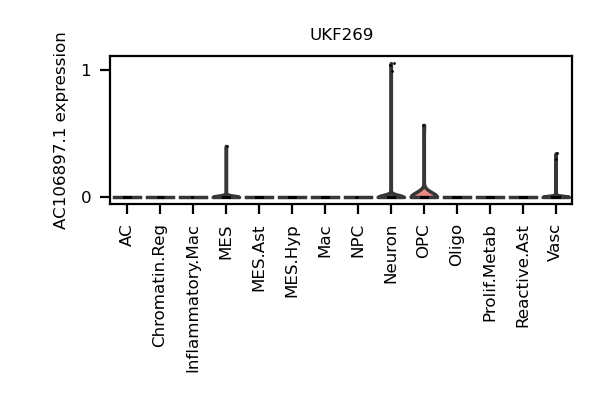 UKF269
AC106897.1 expression
1
0
AC
Chromatin.Reg
Inflammatory.Mac
MES
MES.Ast
MES.Hyp
Mac
NPC
Neuron
OPC
Oligo
Prolif.Metab
Reactive.Ast
Vasc